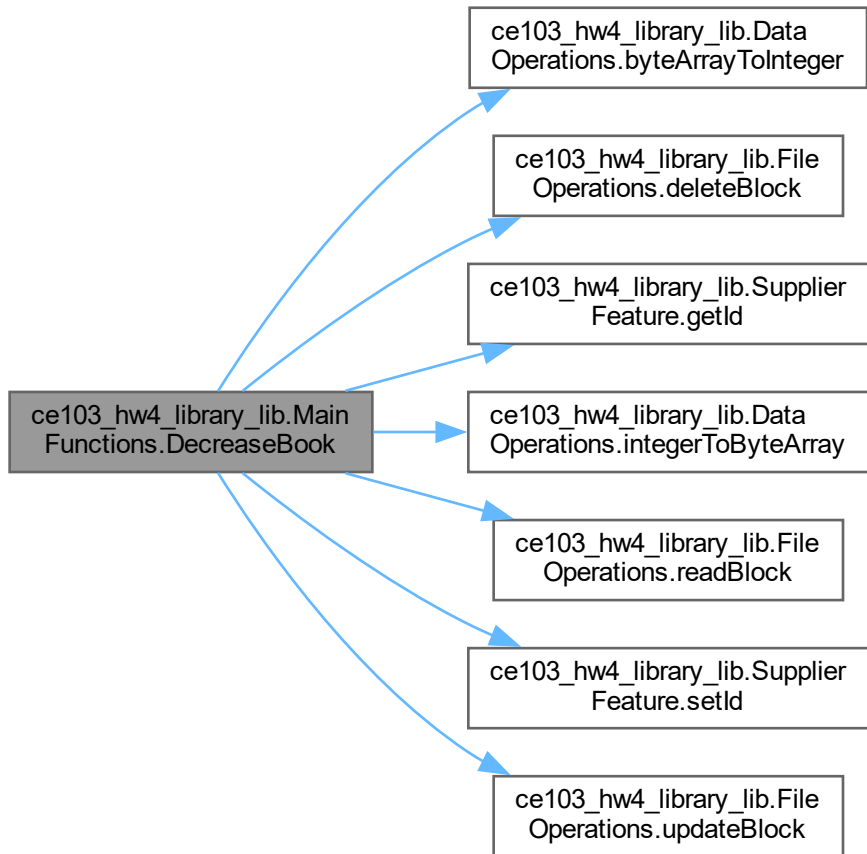 ce103_hw4_library_lib.Data
Operations.byteArrayToInteger
ce103_hw4_library_lib.File
Operations.deleteBlock
ce103_hw4_library_lib.Supplier
Feature.getId
ce103_hw4_library_lib.Main
Functions.DecreaseBook
ce103_hw4_library_lib.Data
Operations.integerToByteArray
ce103_hw4_library_lib.File
Operations.readBlock
ce103_hw4_library_lib.Supplier
Feature.setId
ce103_hw4_library_lib.File
Operations.updateBlock